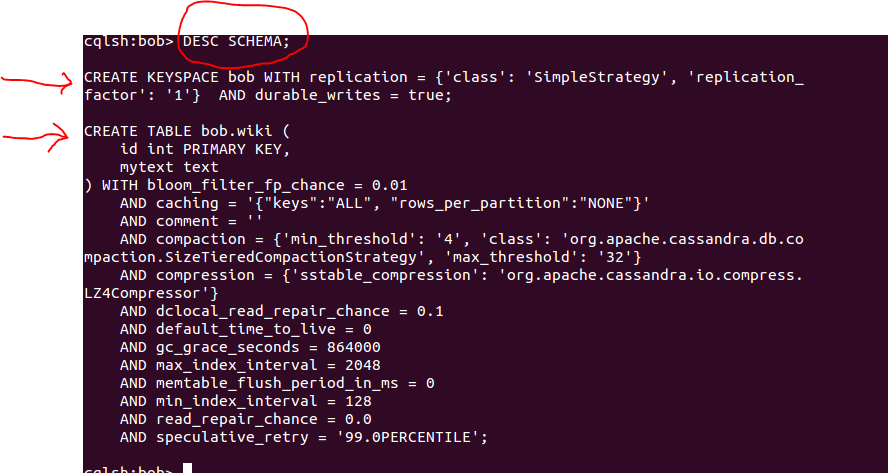 cqlsh:bob> DESC SCHEMA;
CREATE KEYSPACE bob WITH replication = {'class': 'SimpleStrategy', 'replication_
factor': '1'}  AND durable_writes = true;
CREATE TABLE bob.wiki (
    id int PRIMARY KEY,
    mytext text
) WITH bloom_filter_fp_chance = 0.01
    AND caching = '{"keys":"ALL", "rows_per_partition":"NONE"}'
    AND comment = ''
    AND compaction = {'min_threshold': '4', 'class': 'org.apache.cassandra.db.co
mpaction.SizeTieredCompactionStrategy', 'max_threshold': '32'}
    AND compression = {'sstable_compression': 'org.apache.cassandra.io.compress.
LZ4Compressor'}
    AND dclocal_read_repair_chance = 0.1
    AND default_time_to_live = 0
    AND gc_grace_seconds = 864000
    AND max_index_interval = 2048
    AND memtable_flush_period_in_ms = 0
    AND min_index_interval = 128
    AND read_repair_chance = 0.0
    AND speculative_retry = '99.0PERCENTILE';
cqlsh:bob>